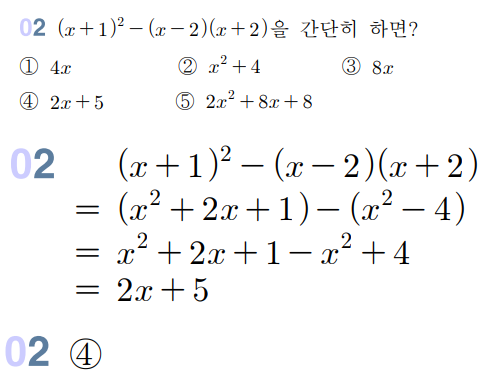 02 (x+1)² − (x−2)(x+2)을 간단히 하면?
① 4x ② x²+4 ③ 8x
④ 2x+5 ⑤ 2x²+8x+8
02 (x+1)² − (x−2)(x+2)
= (x²+2x+1) − (x²−4)
= x²+2x+1−x²+4
= 2x+5
02 ④